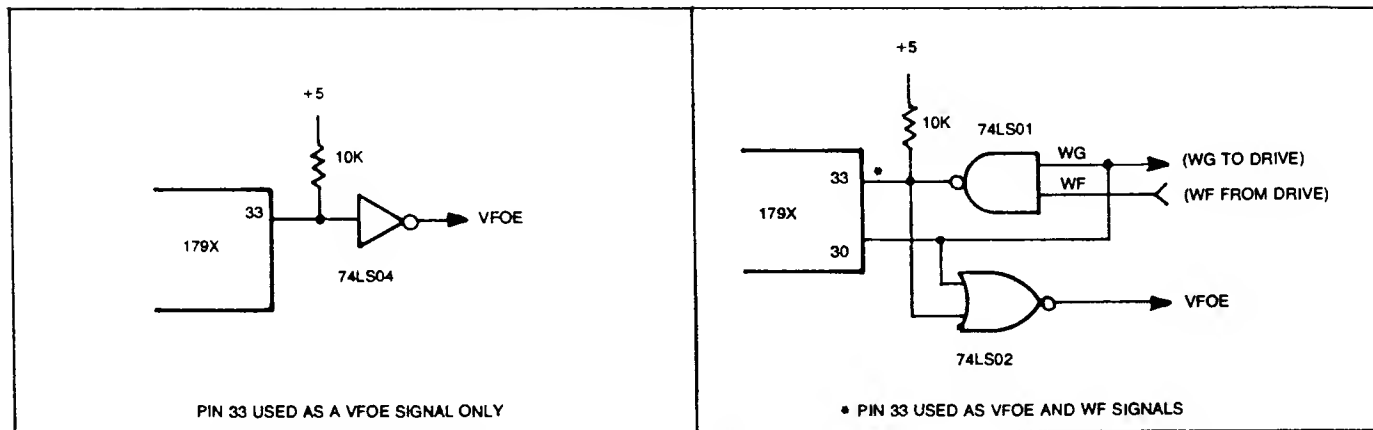 +5
10K
33
179X
VFOE
74LS04
PIN 33 USED AS A VFOE SIGNAL ONLY
+5
10K
74LS01
WG
(WG TO DRIVE)
33
*
WF
(WF FROM DRIVE)
179X
30
VFOE
74LS02
* PIN 33 USED AS VFOE AND WF SIGNALS